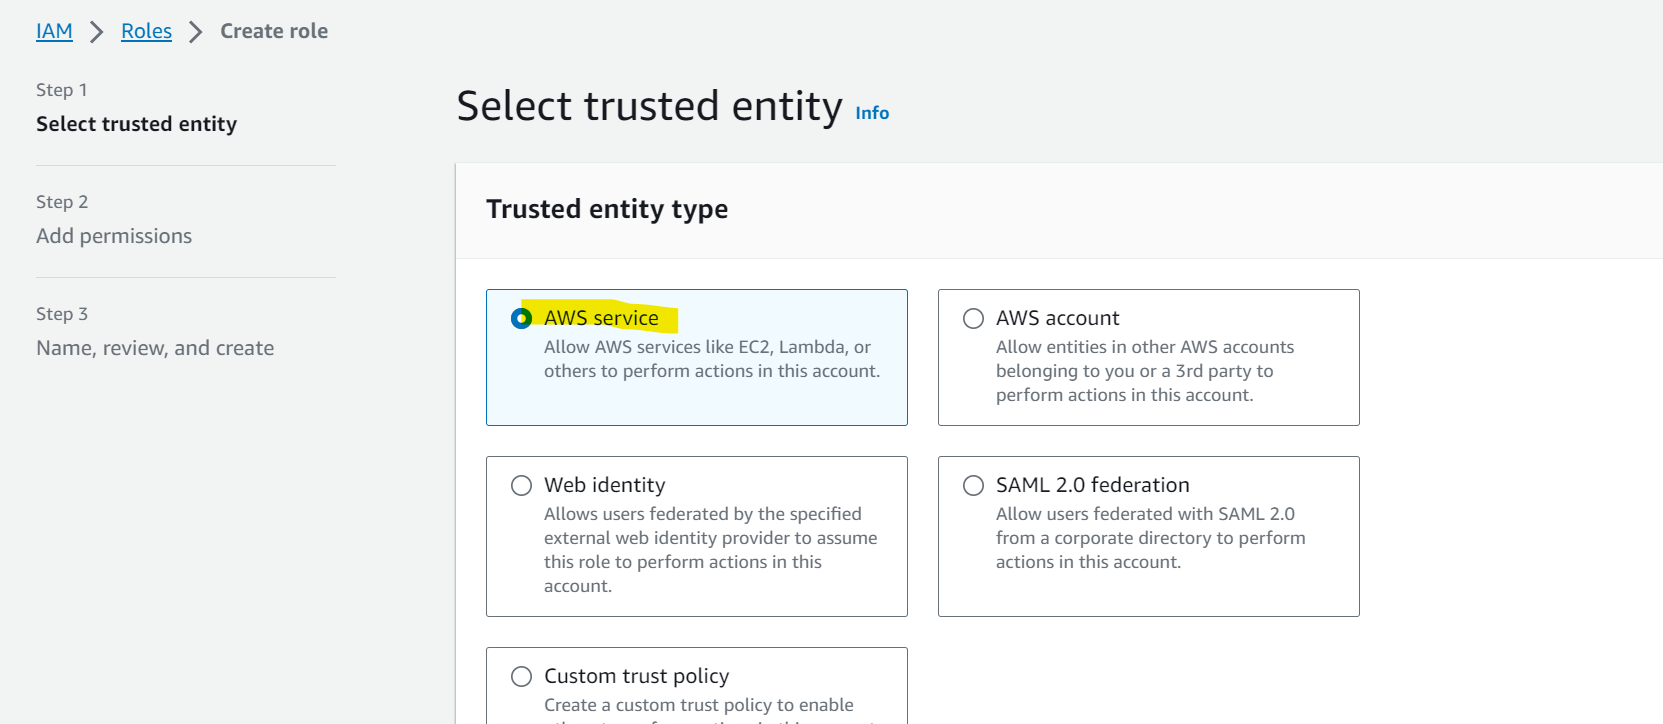 IAM > Roles > Create role
Step 1
Select trusted entity
Step 2
Add permissions
Step 3
Name, review, and create
Select trusted entity Info
Trusted entity type
AWS service
Allow AWS services like EC2, Lambda, or
others to perform actions in this account.
AWS account
Allow entities in other AWS accounts
belonging to you or a 3rd party to
perform actions in this account.
Web identity
Allows users federated by the specified
external web identity provider to assume
this role to perform actions in this
account.
SAML 2.0 federation
Allow users federated with SAML 2.0
from a corporate directory to perform
actions in this account.
Custom trust policy
Create a custom trust policy to enable